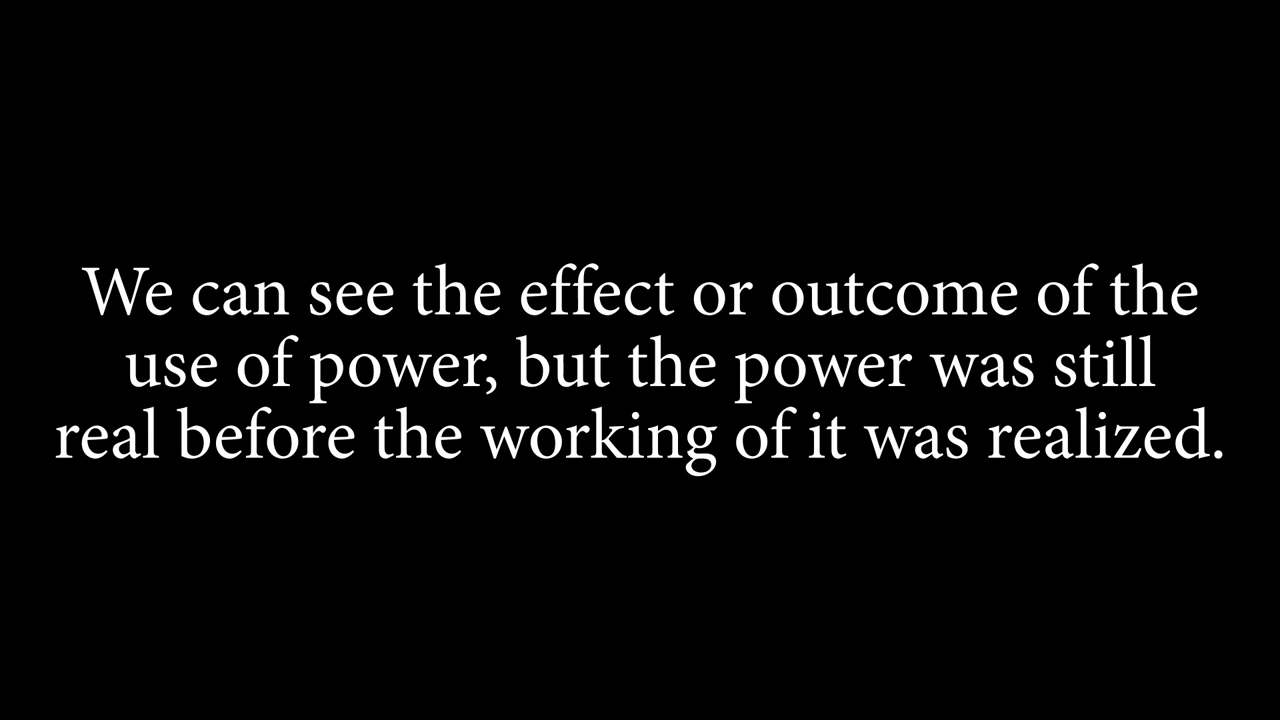 We can see the effect or outcome of the
use of power, but the power was still
real before the working of it was realized.